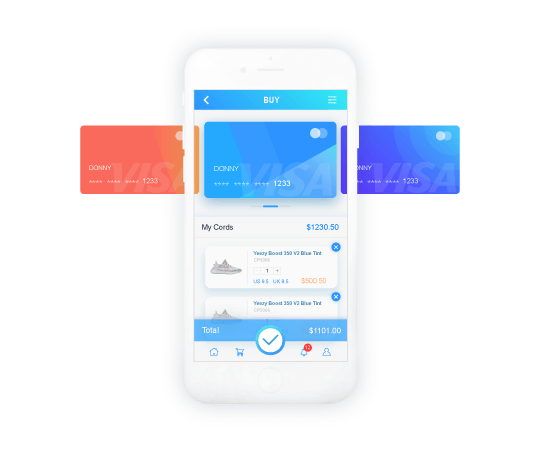 BUY
DONNY
**** **** **** 1233
VISA
DONNY
**** **** **** 1233
VISA
DONNY
**** **** **** 1233
VISA
My Cords $1230.50
Yeezy Boost 350 V2 Blue Tint
1
US 8.5 UK 8.5 $500.50
Yeezy Boost 350 V2 Blue Tint
Total $1101.00
12